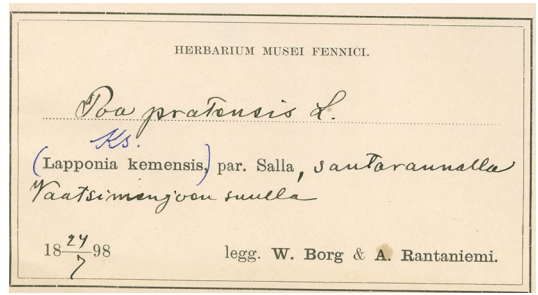 HERBARIUM MUSEI FENNICI.
Poa pratensis L.
Ks.
(Lapponia kemensis,) par. Salla, santarannalla
Vaatsimenjoen suulla
18 24/7 98 legg. W. Borg & A. Rantaniemi.